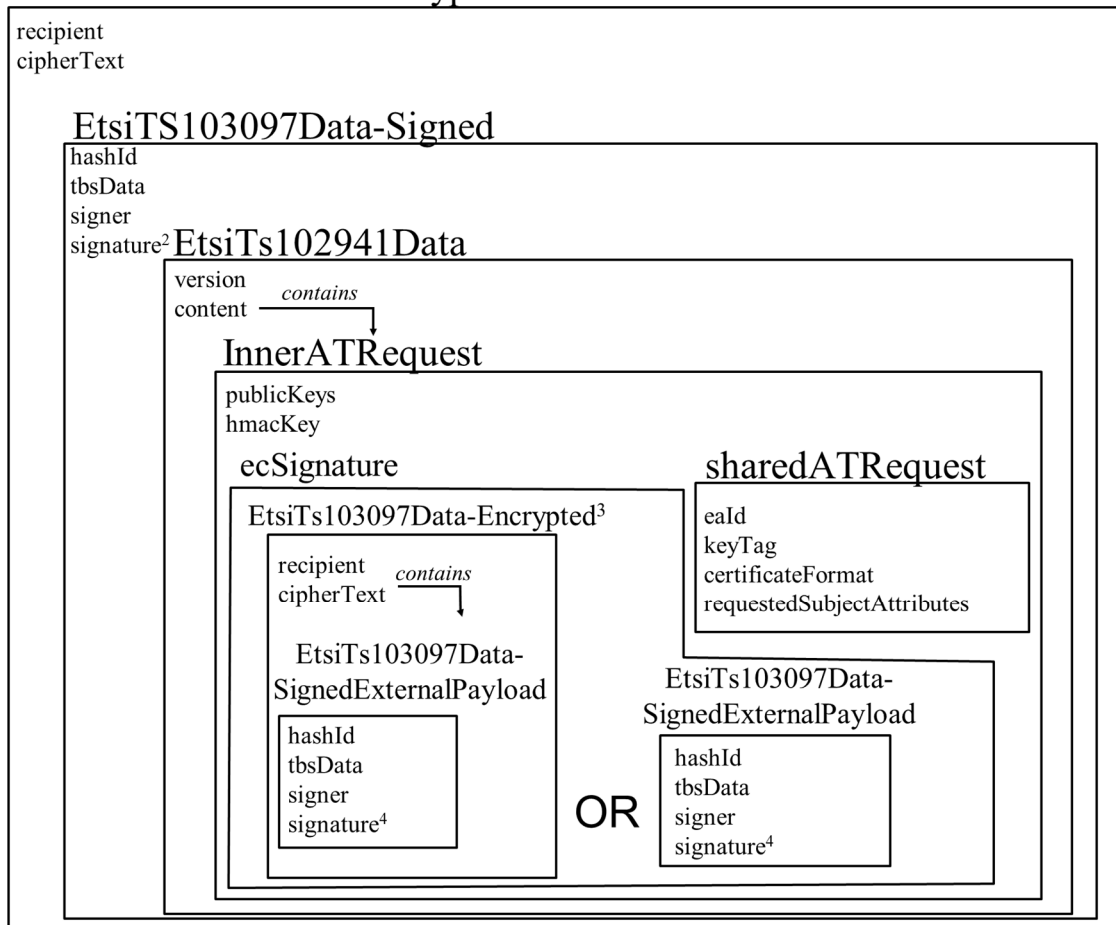 recipient
cipherText
EtsiTS103097Data-Signed
hashId
tbsData
signer
signature²
EtsiTs102941Data
version
content
contains
InnerATRequest
publicKeys
hmacKey
ecSignature
EtsiTs103097Data-Encrypted³
recipient
cipherText
contains
EtsiTs103097Data-
SignedExternalPayload
hashId
tbsData
signer
signature⁴
OR
EtsiTs103097Data-
SignedExternalPayload
hashId
tbsData
signer
signature⁴
sharedATRequest
eaId
keyTag
certificateFormat
requestedSubjectAttributes